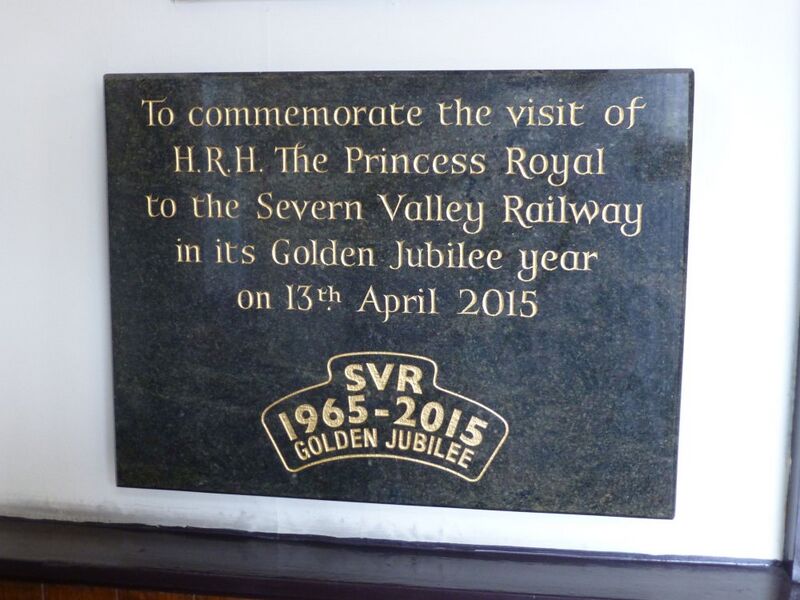 To commemorate the visit of
H.R.H. The Princess Royal
to the Severn Valley Railway
in its Golden Jubilee year
on 13th April 2015
SVR
1965-2015
GOLDEN JUBILEE